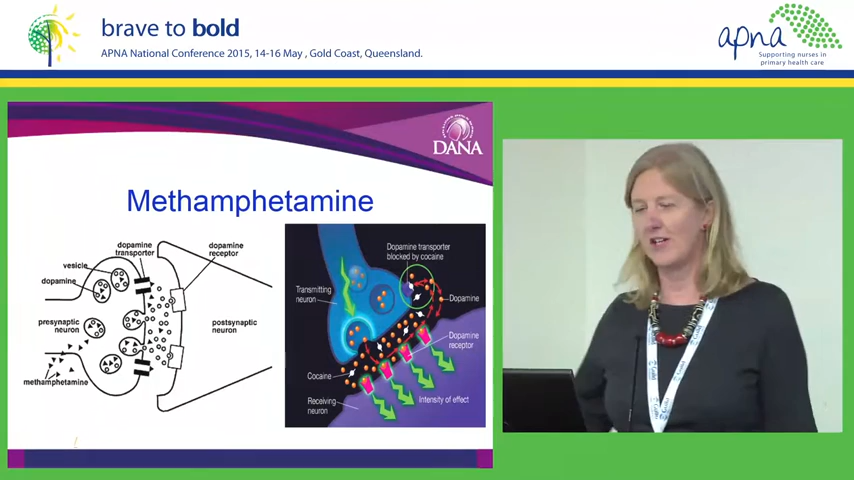 brave to bold
APNA National Conference 2015, 14-16 May , Gold Coast, Queensland.
apna
Supporting nurses in
primary health care
DANA
Methamphetamine
dopamine
transporter
dopamine
receptor
vesicle
dopamine
presynaptic
neuron
postsynaptic
neuron
methamphetamine
Dopamine transporter
blocked by cocaine
Transmitting
neuron
Dopamine
Dopamine
receptor
Cocaine
Receiving
neuron
Intensity of effect